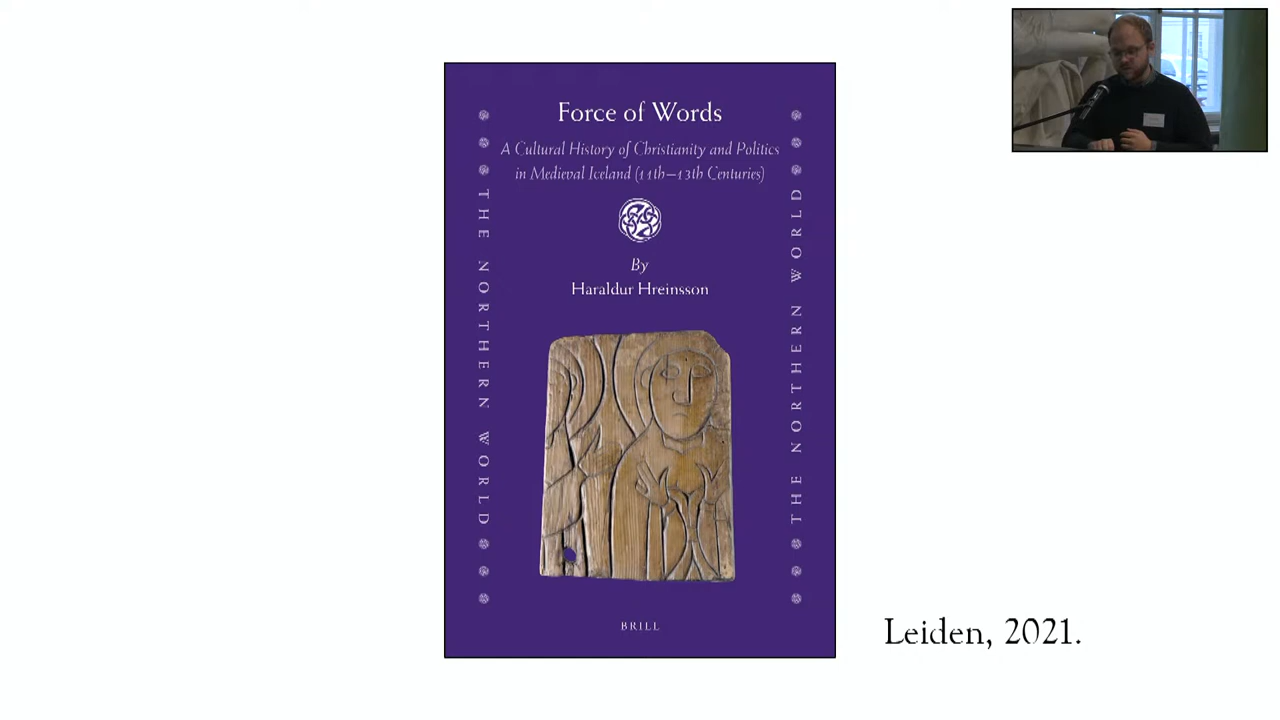 Force of Words
A Cultural History of Christianity and Politics
in Medieval Iceland (11th–13th Centuries)
By
Haraldur Hreinsson
THE NORTHERN WORLD
THE NORTHERN WORLD
BRILL
Leiden, 2021.